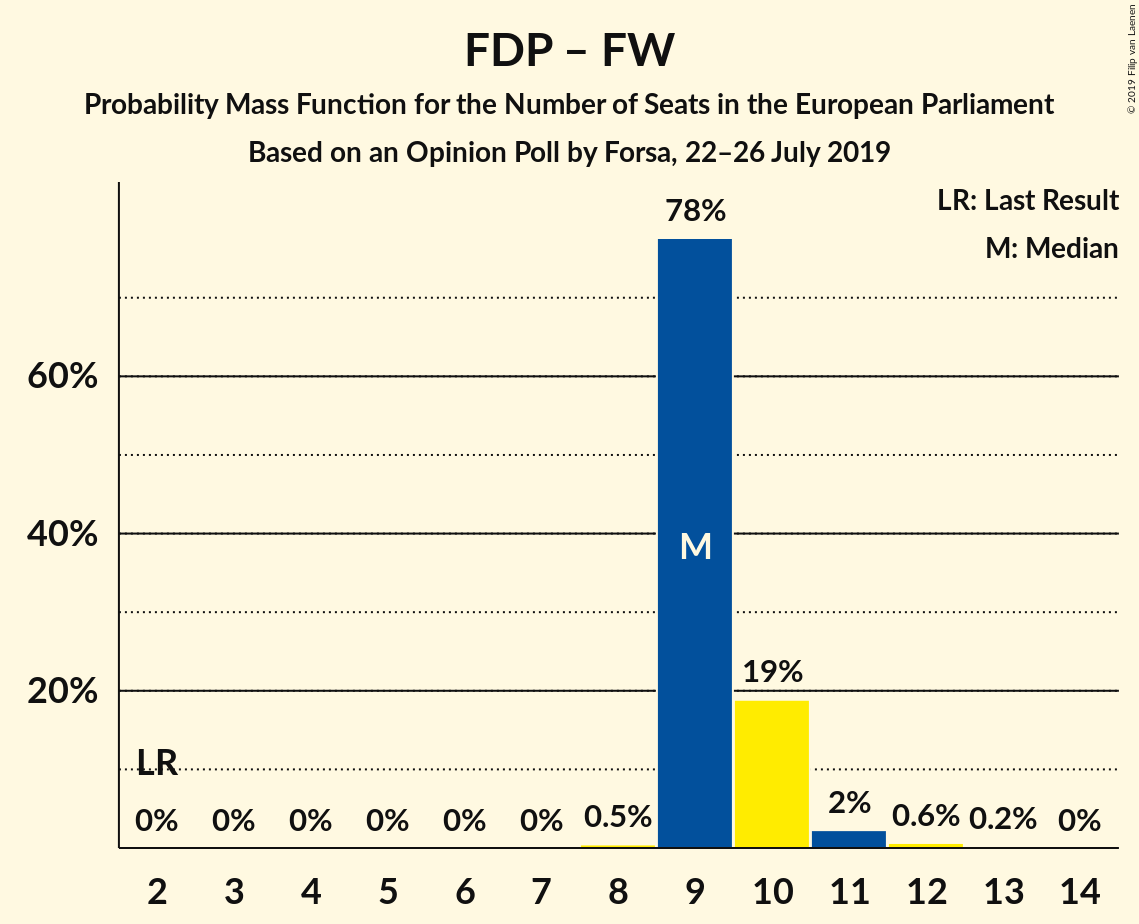 FDP – FW
Probability Mass Function for the Number of Seats in the European Parliament
Based on an Opinion Poll by Forsa, 22–26 July 2019
© 2019 Filip van Laenen
LR: Last Result
M: Median
78%
60%
40%
M
20%
19%
LR
0% 0% 0% 0% 0% 0% 0.5% 2% 0.6% 0.2% 0%
2 3 4 5 6 7 8 9 10 11 12 13 14